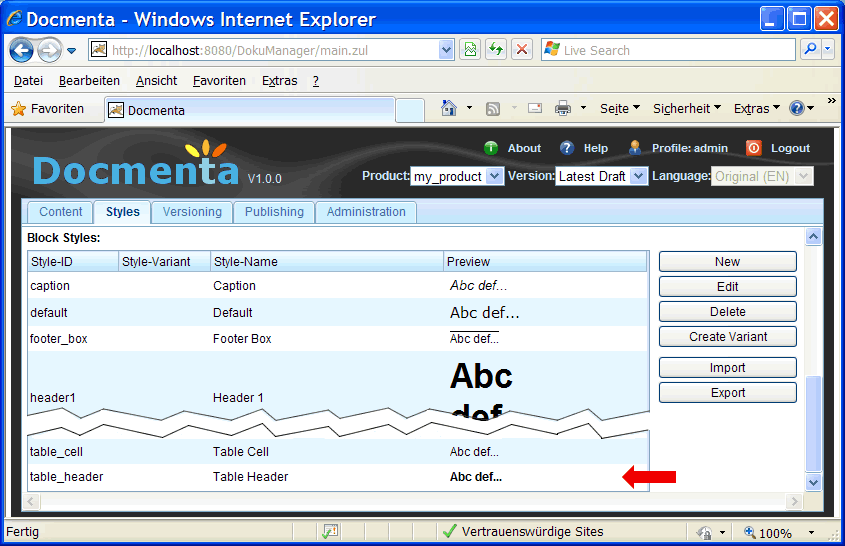 Docmenta - Windows Internet Explorer
http://localhost:8080/DokuManager/main.zul
Live Search
Datei Bearbeiten Ansicht Favoriten Extras ?
Favoriten Docmenta Seite Sicherheit Extras »
About Help Profile: admin Logout
Docmenta V1.0.0
Product: my_product Version: Latest Draft Language: Original (EN)
Content Styles Versioning Publishing Administration
Block Styles:
Style-ID Style-Variant Style-Name Preview
caption Caption Abc def...
default Default Abc def...
footer_box Footer Box Abc def...
header1 Header 1 Abc def
table_cell Table Cell Abc def...
table_header Table Header Abc def...
New
Edit
Delete
Create Variant
Import
Export
Fertig Vertrauenswürdige Sites 100%